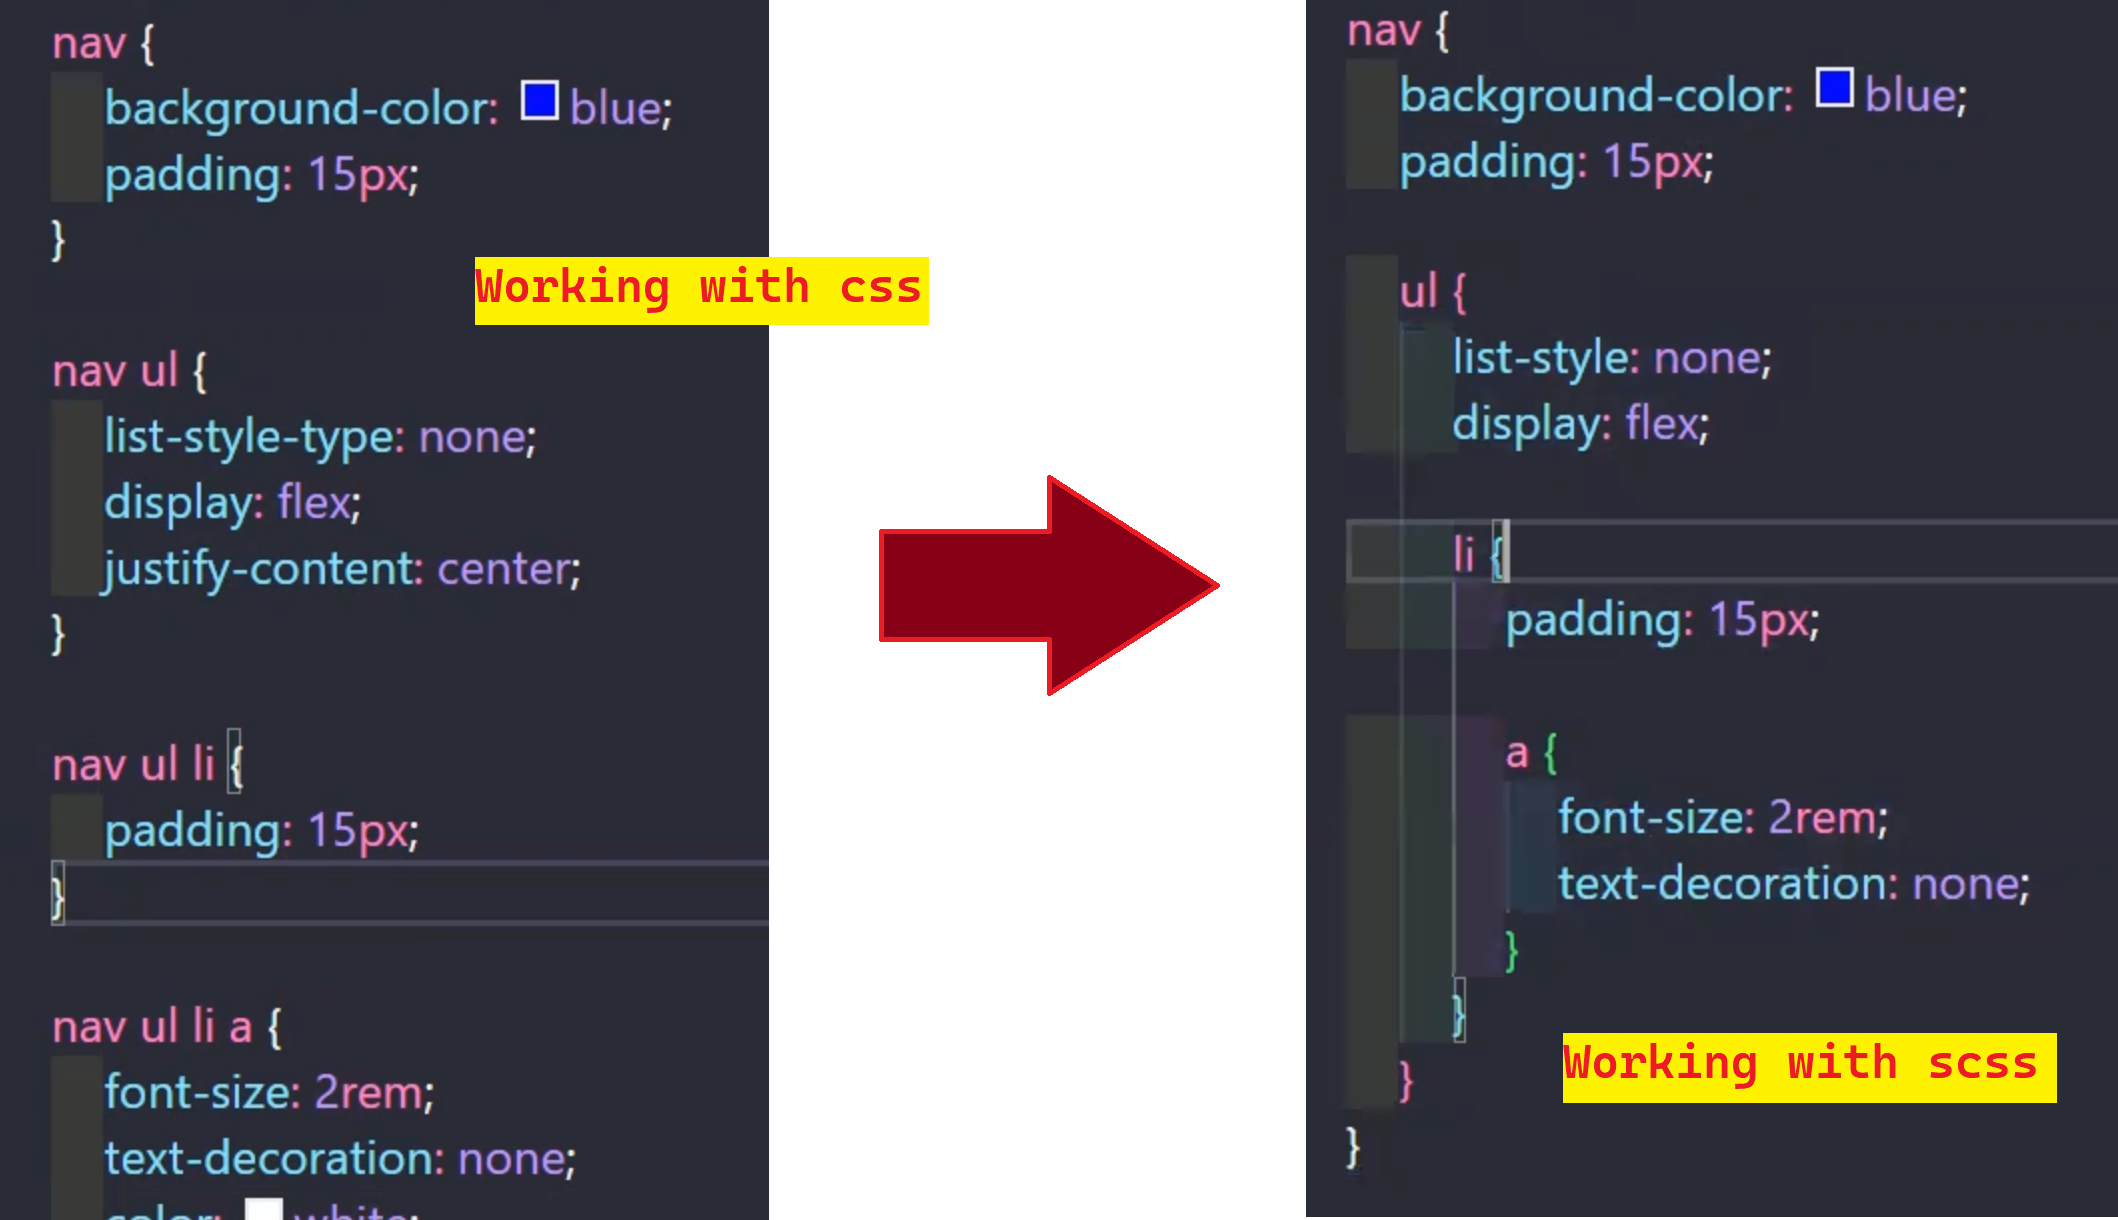 nav {
background-color: blue;
padding: 15px;
}
Working with css
nav ul {
list-style-type: none;
display: flex;
justify-content: center;
}
nav ul li {
padding: 15px;
}
nav ul li a {
font-size: 2rem;
text-decoration: none;
color: white;
nav {
background-color: blue;
padding: 15px;
ul {
list-style: none;
display: flex;
li {
padding: 15px;
a {
font-size: 2rem;
text-decoration: none;
}
}
Working with scss
}
}